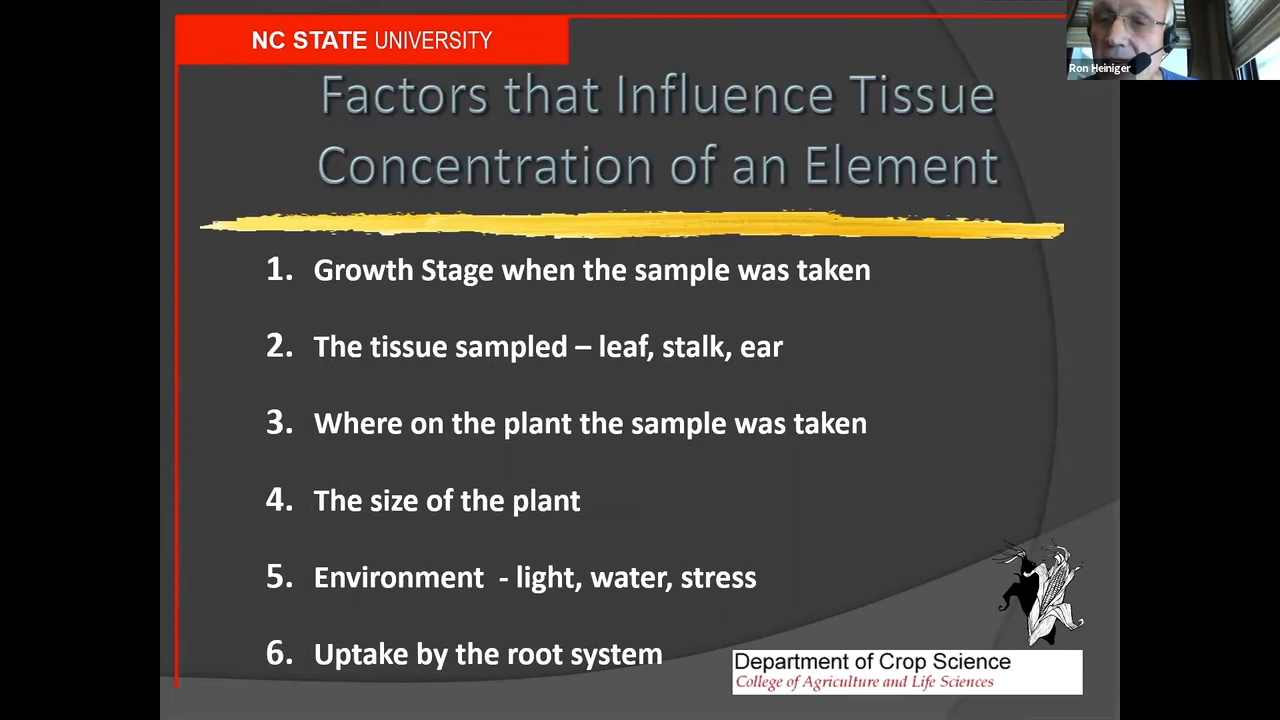 NC STATE UNIVERSITY
Ron Heiniger
Factors that Influence Tissue
Concentration of an Element
1. Growth Stage when the sample was taken
2. The tissue sampled – leaf, stalk, ear
3. Where on the plant the sample was taken
4. The size of the plant
5. Environment - light, water, stress
6. Uptake by the root system
Department of Crop Science
College of Agriculture and Life Sciences